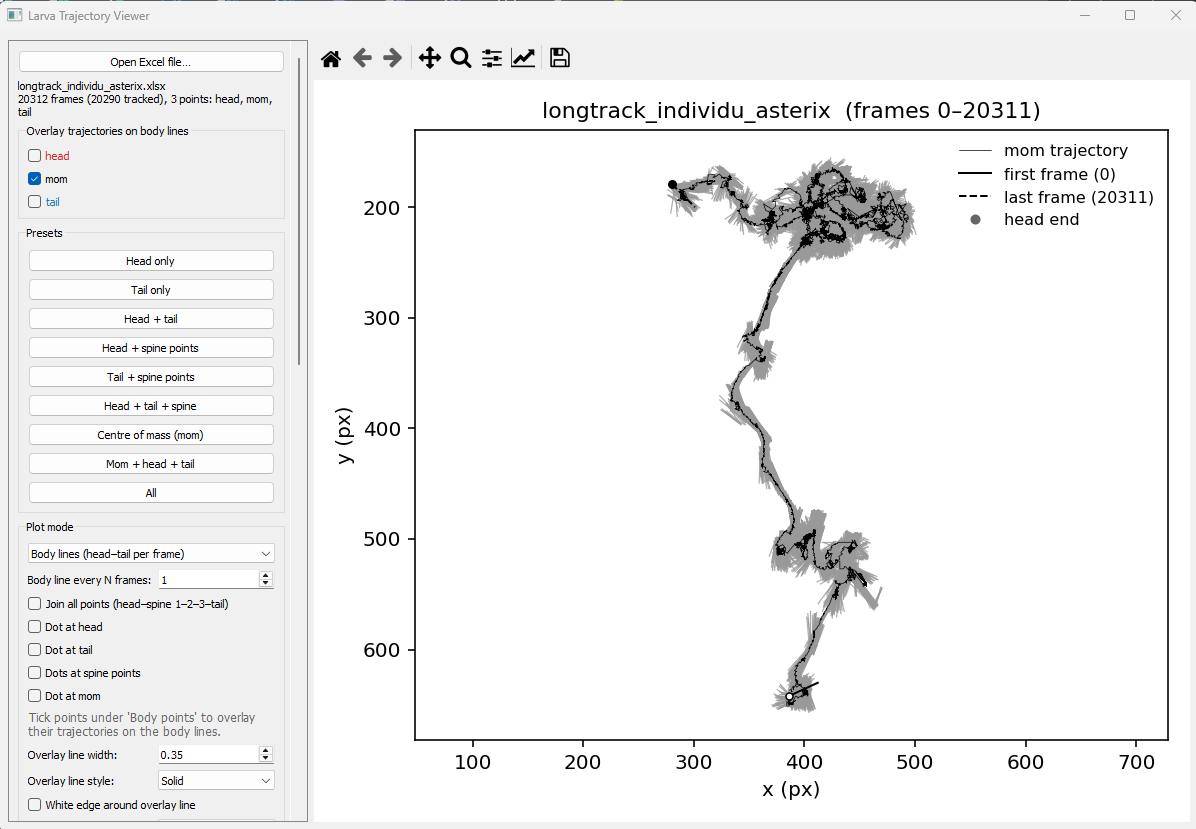 Larva Trajectory Viewer
Open Excel file...
longtrack_individu_asterix.xlsx
20312 frames (20290 tracked), 3 points: head, mom,
tail
Overlay trajectories on body lines
head
mom
tail
Presets
Head only
Tail only
Head + tail
Head + spine points
Tail + spine points
Head + tail + spine
Centre of mass (mom)
Mom + head + tail
All
Plot mode
Body lines (head–tail per frame)
Body line every N frames: 1
Join all points (head–spine 1–2–3–tail)
Dot at head
Dot at tail
Dots at spine points
Dot at mom
Tick points under 'Body points' to overlay
their trajectories on the body lines.
Overlay line width: 0.35
Overlay line style: Solid
White edge around overlay line
longtrack_individu_asterix (frames 0–20311)
mom trajectory
first frame (0)
last frame (20311)
head end
y (px)
200
300
400
500
600
100 200 300 400 500 600 700
x (px)